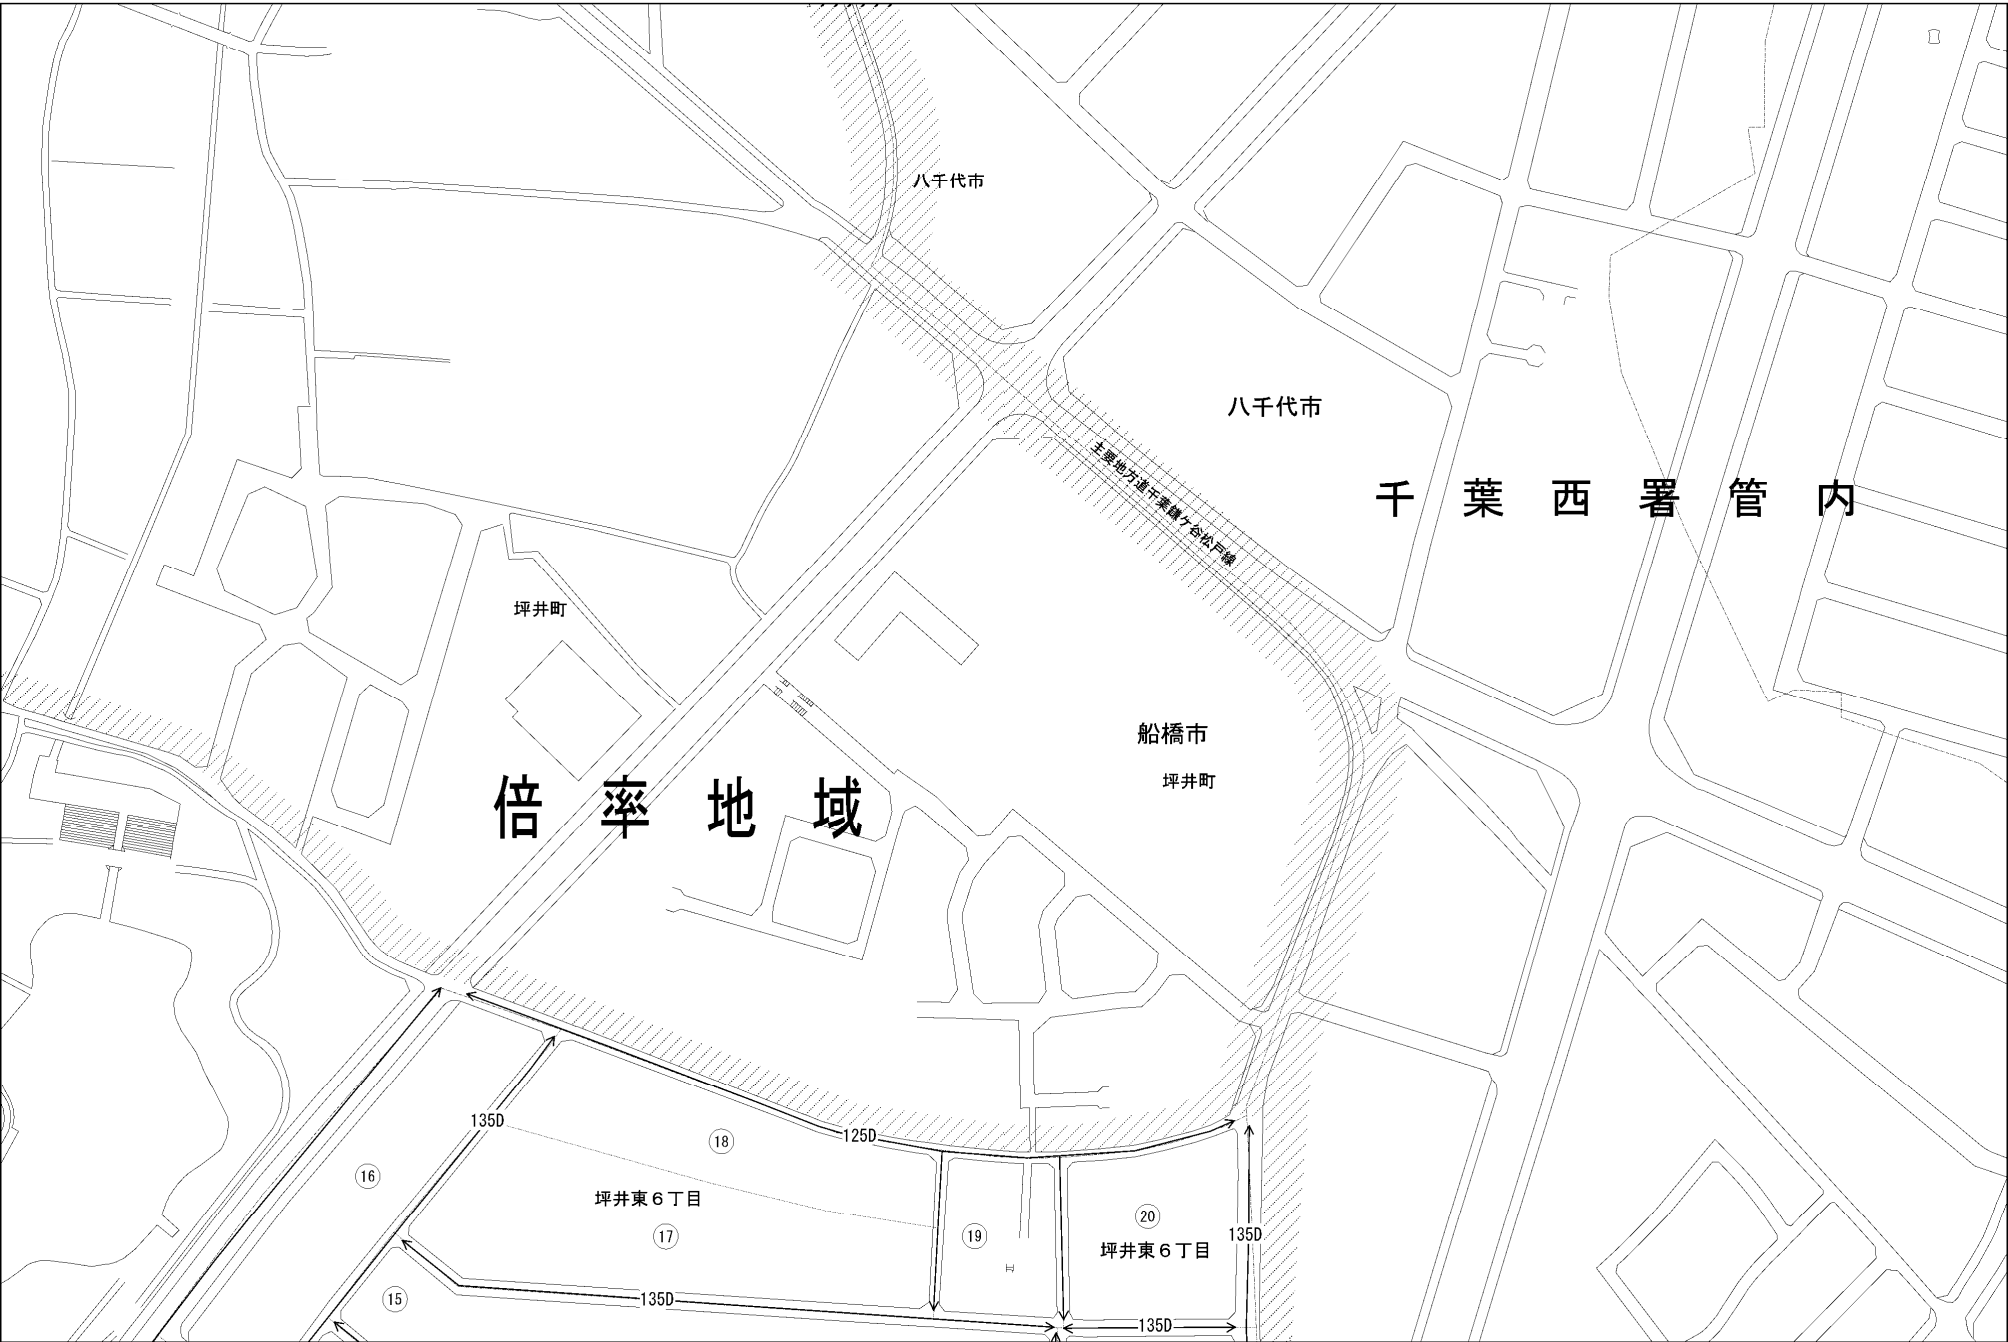 八千代市
八千代市
主要地方道千葉鎌ケ谷松戸線
千葉西署管内
坪井町
船橋市
坪井町
倍率地域
135D
125D
18
16
坪井東6丁目
17
19
20
坪井東6丁目
135D
15
135D
135D